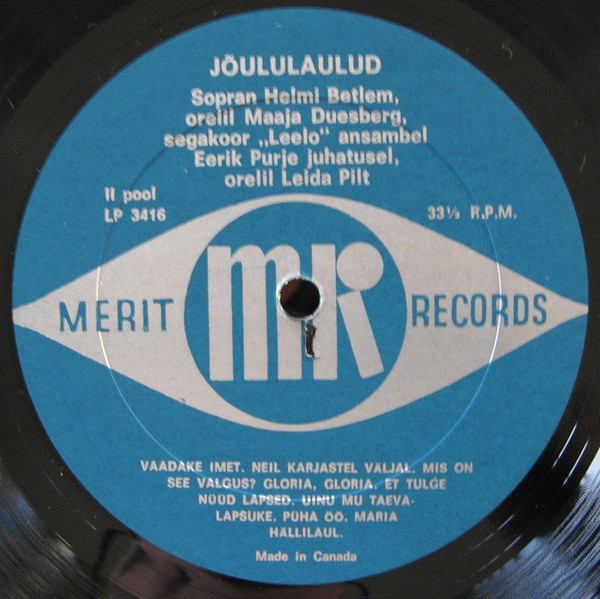 JÕULULAULUD
Sopran Helmi Betlem,
orelil Maaja Duesberg,
segakoor „Leelo” ansambel
Eerik Purje juhatusel,
orelil Leida Piit
II pool
LP 3416
33⅓ R.P.M.
MERIT
mR
RECORDS
VAADAKE IMET. NEIL KARJASTEL VÄLJAL. MIS ON
SEE VALGUS? GLORIA, GLORIA. ET TULGE
NÜÜD LAPSED. UINU MU TAEVA-
LAPSUKE. PÜHA ÖÖ. MARIA
HÄLLILAUL.
Made in Canada